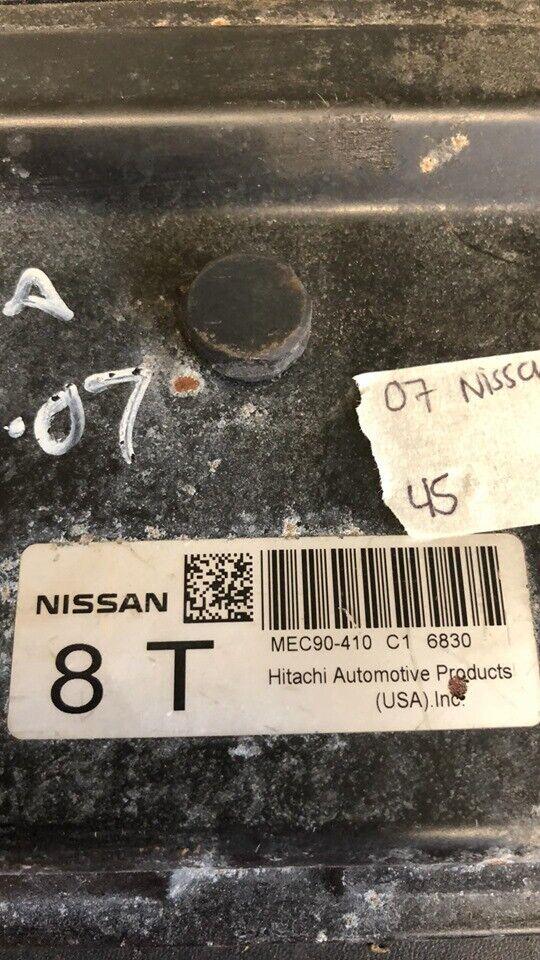 A
.07
07 Nissa
45
NISSAN
8 T
MEC90-410 C1 6830
Hitachi Automotive Products
(USA).Inc.